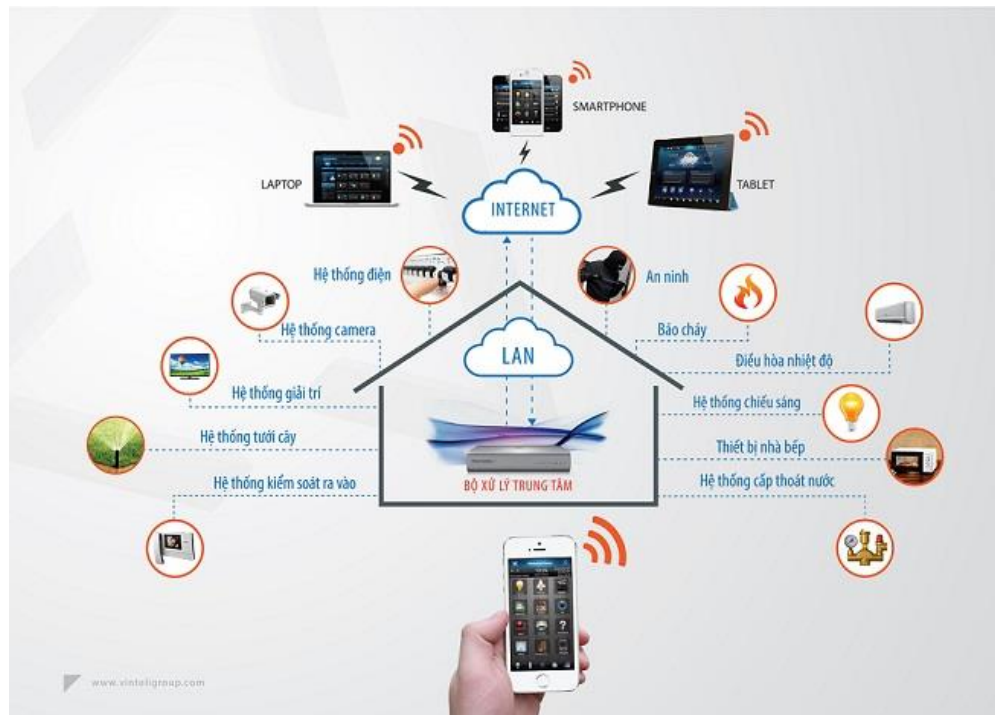 SMARTPHONE
LAPTOP
TABLET
INTERNET
Hệ thống điện
An ninh
Hệ thống camera
Báo cháy
LAN
Điều hòa nhiệt độ
Hệ thống giải trí
Hệ thống chiếu sáng
Hệ thống tưới cây
Thiết bị nhà bếp
BỘ XỬ LÝ TRUNG TÂM
Hệ thống kiểm soát ra vào
Hệ thống cấp thoát nước
www.vinteligroup.com